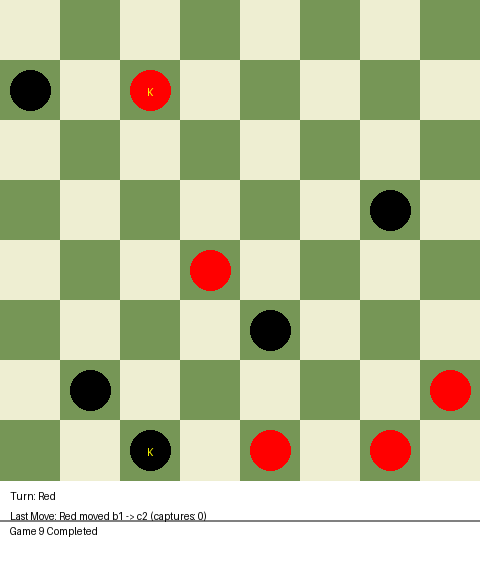 K
K
Turn: Red
Last Move: Red moved b1 -> c2 (captures: 0)
Game 9 Completed